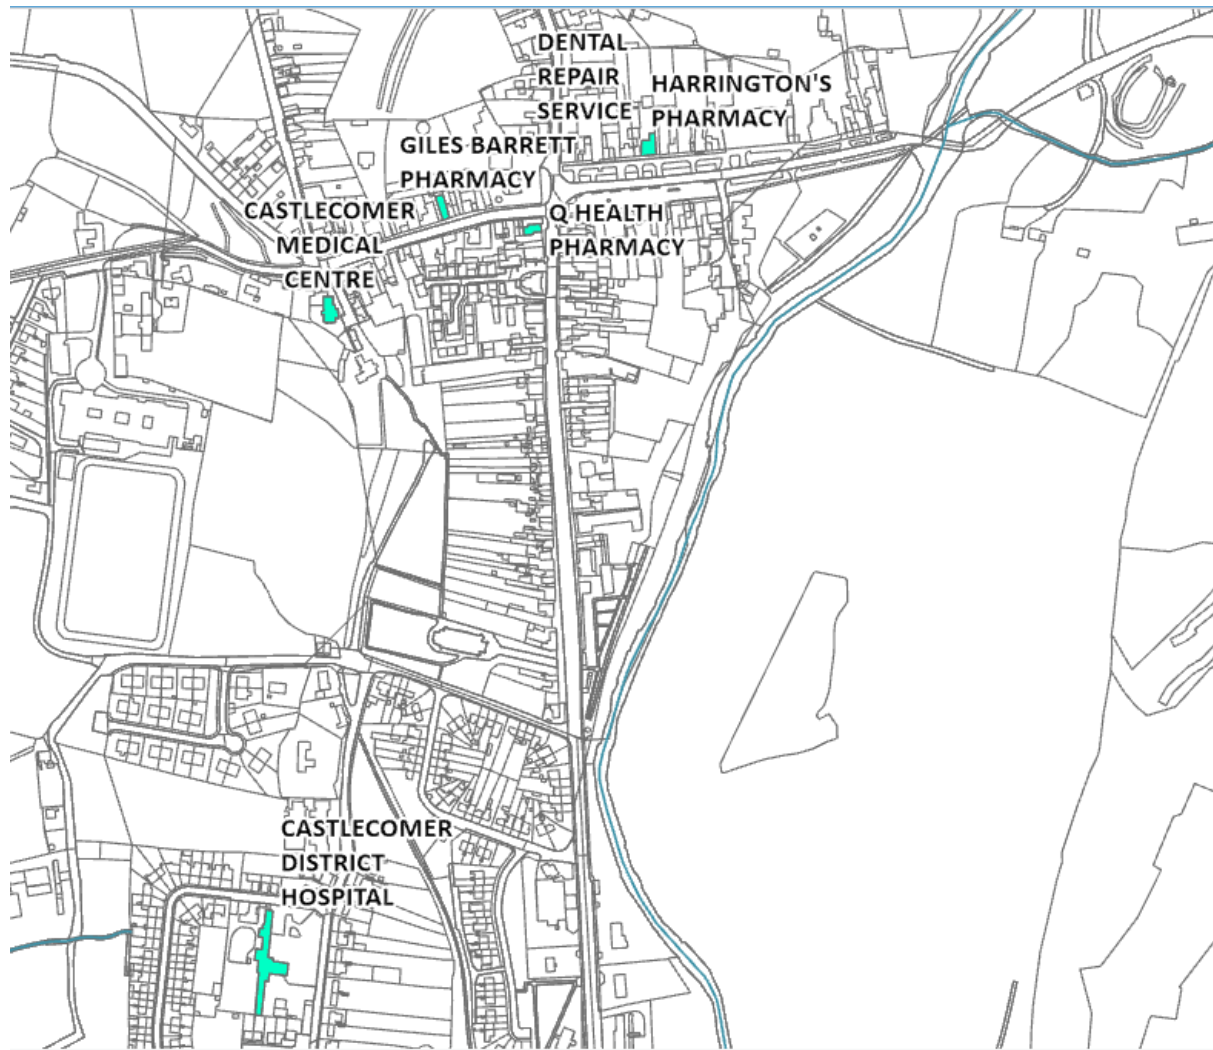 DENTAL
REPAIR
SERVICE
HARRINGTON'S
PHARMACY
GILES BARRETT
PHARMACY
CASTLECOMER
MEDICAL
CENTRE
Q HEALTH
PHARMACY
CASTLECOMER
DISTRICT
HOSPITAL